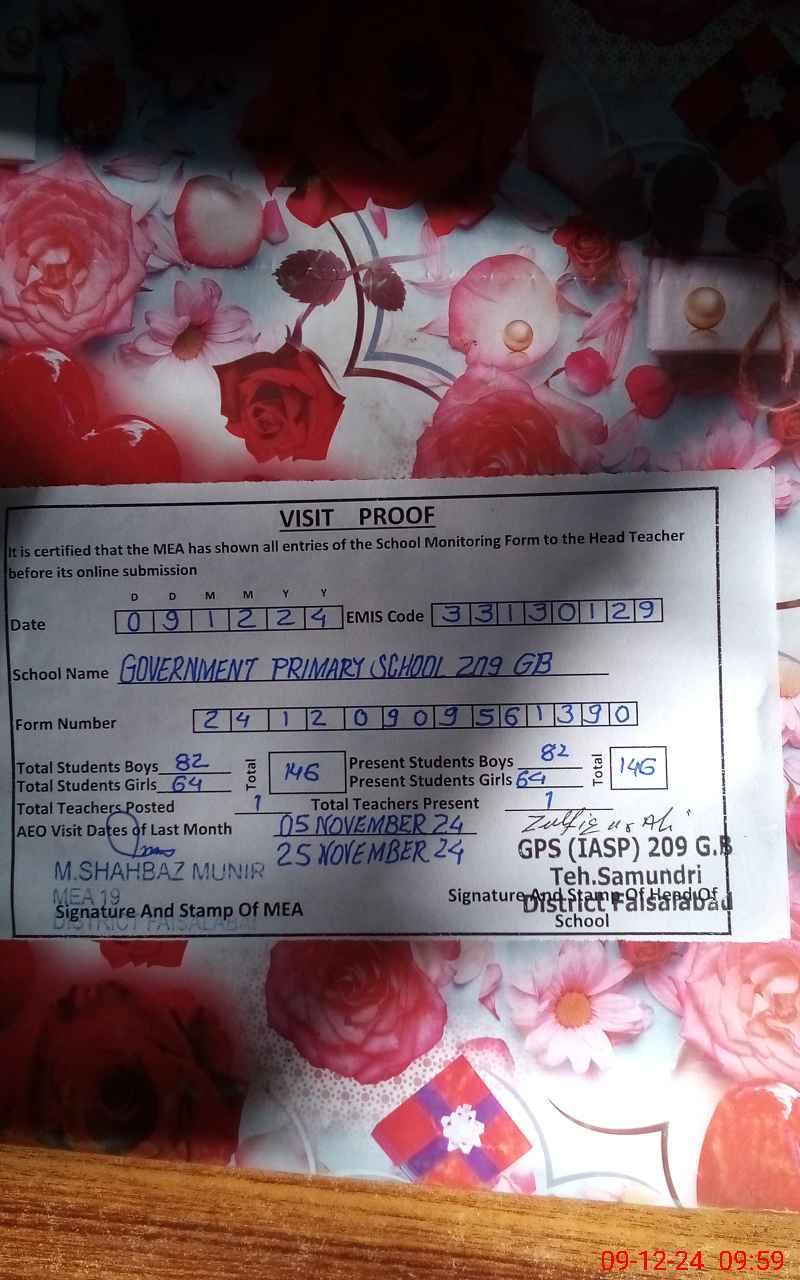 VISIT PROOF
It is certified that the MEA has shown all entries of the School Monitoring Form to the Head Teacher
before its online submission
D D M M Y Y
Date 0 9 1 2 2 4 EMIS Code 3 3 1 3 0 1 2 9
School Name GOVERNMENT PRIMARY SCHOOL 209 GB
Form Number 2 4 1 2 0 9 0 9 5 6 1 3 9 0
Total Students Boys 82 Total 146 Present Students Boys 82 Total 146
Total Students Girls 64 Present Students Girls 64
Total Teachers Posted 1 Total Teachers Present 1
AEO Visit Dates of Last Month 05 NOVEMBER 24
25 NOVEMBER 24
Zulfiqar Ali
GPS (IASP) 209 G.B
Teh.Samundri
District Faisalabad
M.SHAHBAZ MUNIR
MEA 19
DISTRICT FAISALABAD
Signature And Stamp Of MEA
Signature And Stamp Of Head Of
School
09-12-24 09:59